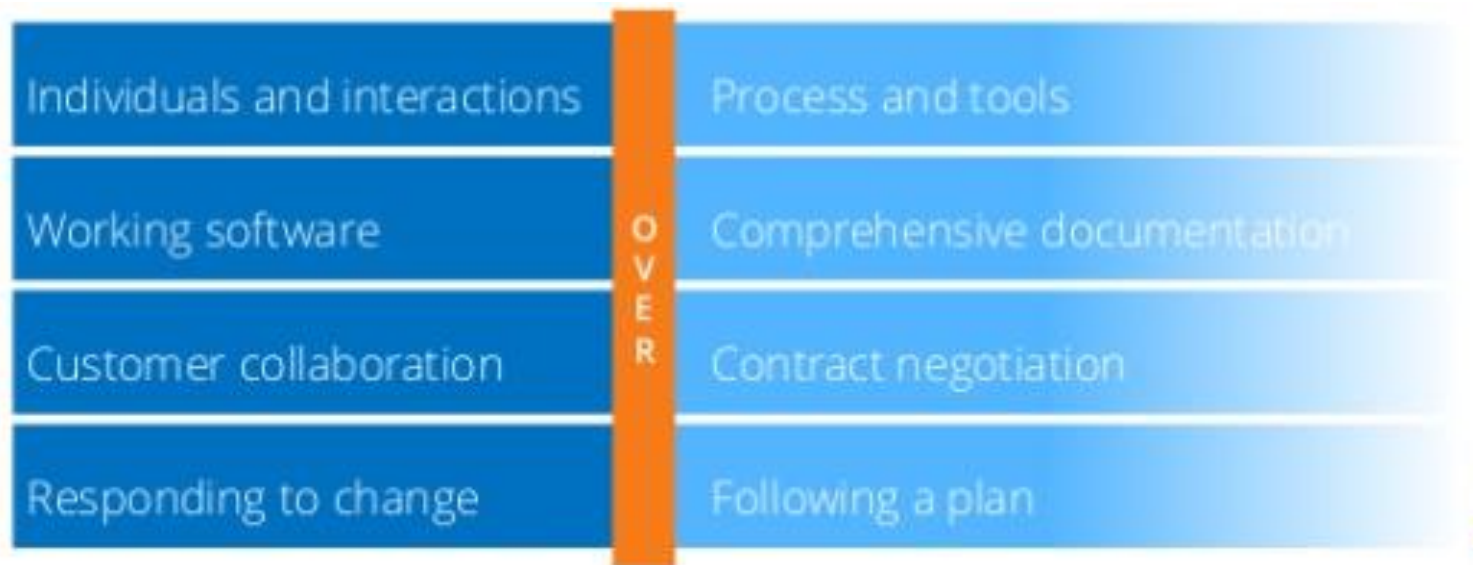 Individuals and interactions
Process and tools
Working software
Comprehensive documentation
OVER
Customer collaboration
Contract negotiation
Responding to change
Following a plan